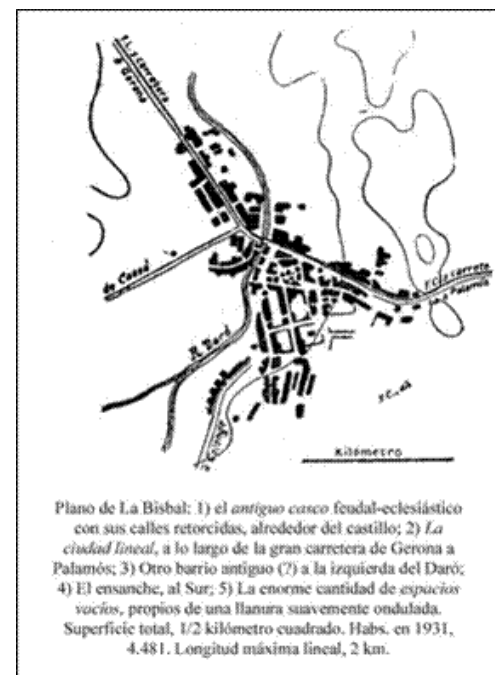 F.C. y carretera
a Gerona
de Cassá
R. Daró
F.C. y carrete
ra a Palamós
Kilómetro
Plano de La Bisbal: 1) el antiguo casco feudal-eclesiástico
con sus calles retorcidas, alrededor del castillo; 2) La
ciudad lineal, a lo largo de la gran carretera de Gerona a
Palamós; 3) Otro barrio antiguo (?) a la izquierda del Daró;
4) El ensanche, al Sur; 5) La enorme cantidad de espacios
vacíos, propios de una llanura suavemente ondulada.
Superficie total, 1/2 kilómetro cuadrado. Habs. en 1931,
4.481. Longitud máxima lineal, 2 km.